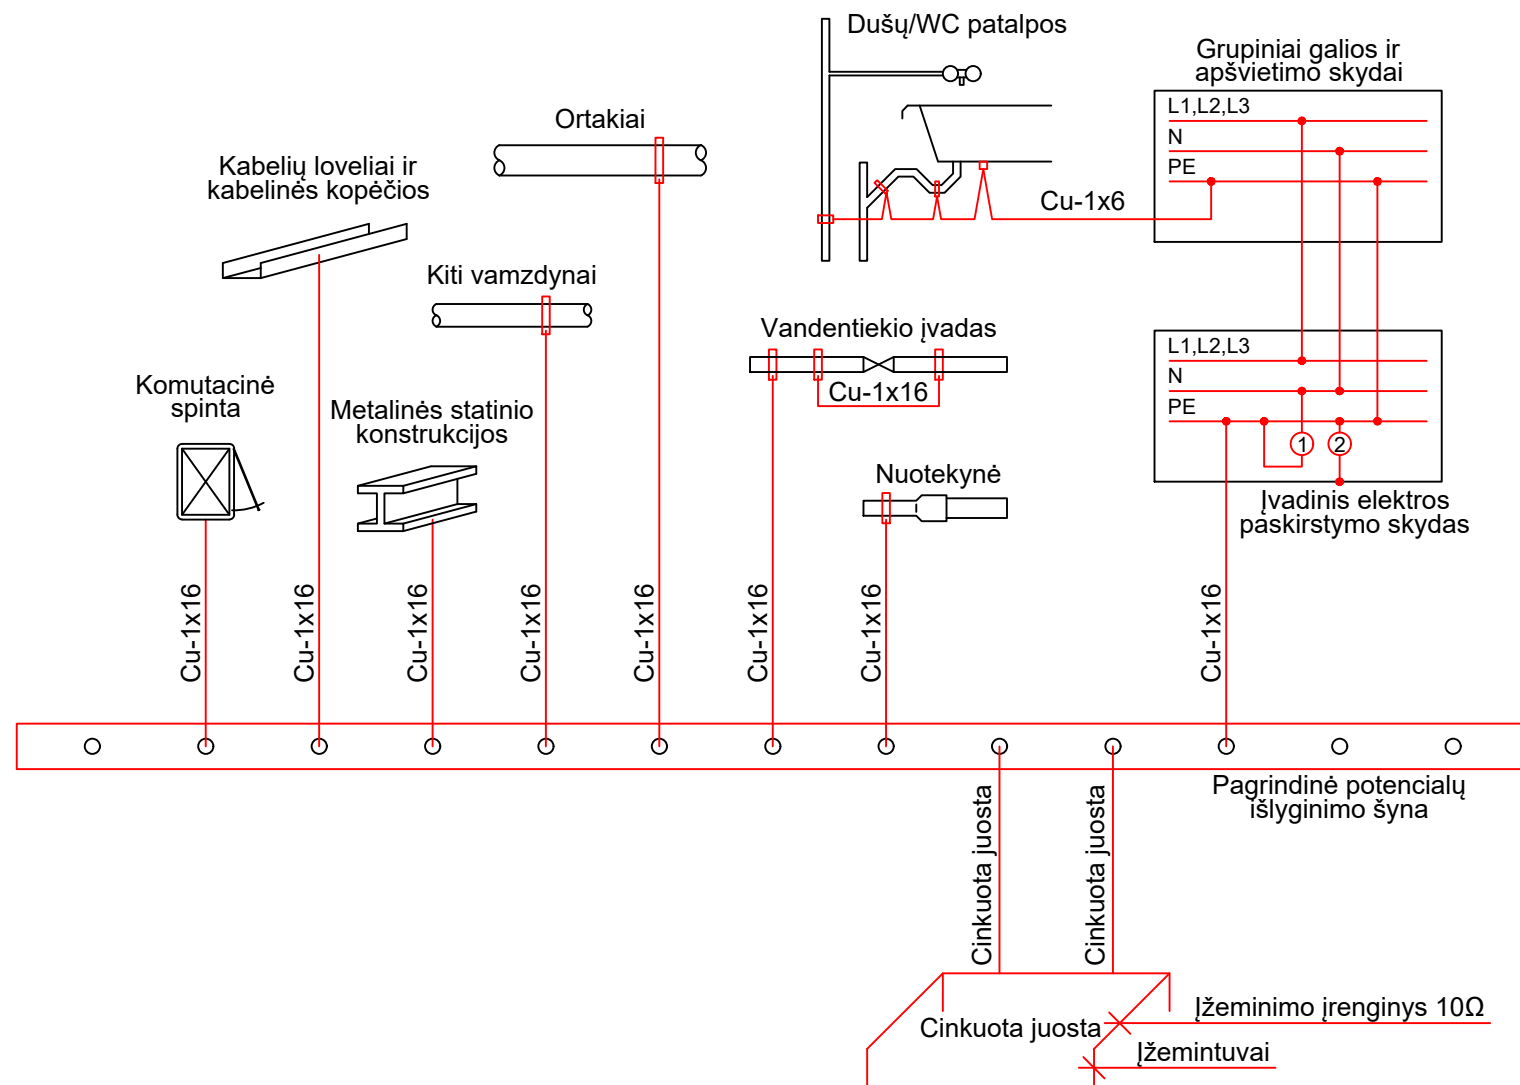 Dušų/WC patalpos
Grupiniai galios ir
apšvietimo skydai
L1,L2,L3
N
PE
Ortakiai
Kabelių loveliai ir
kabelinės kopėčios
Cu-1x6
Kiti vamzdynai
Vandentiekio įvadas
Cu-1x16
L1,L2,L3
N
PE
1
2
Komutacinė
spinta
Metalinės statinio
konstrukcijos
Nuotekynė
Įvadinis elektros
paskirstymo skydas
Cu-1x16
Cu-1x16
Cu-1x16
Cu-1x16
Cu-1x16
Cu-1x16
Cu-1x16
Cu-1x16
Pagrindinė potencialų
išlyginimo šyna
Cinkuota juosta
Cinkuota juosta
Cinkuota juosta
Įžeminimo įrenginys 10Ω
Įžemintuvai